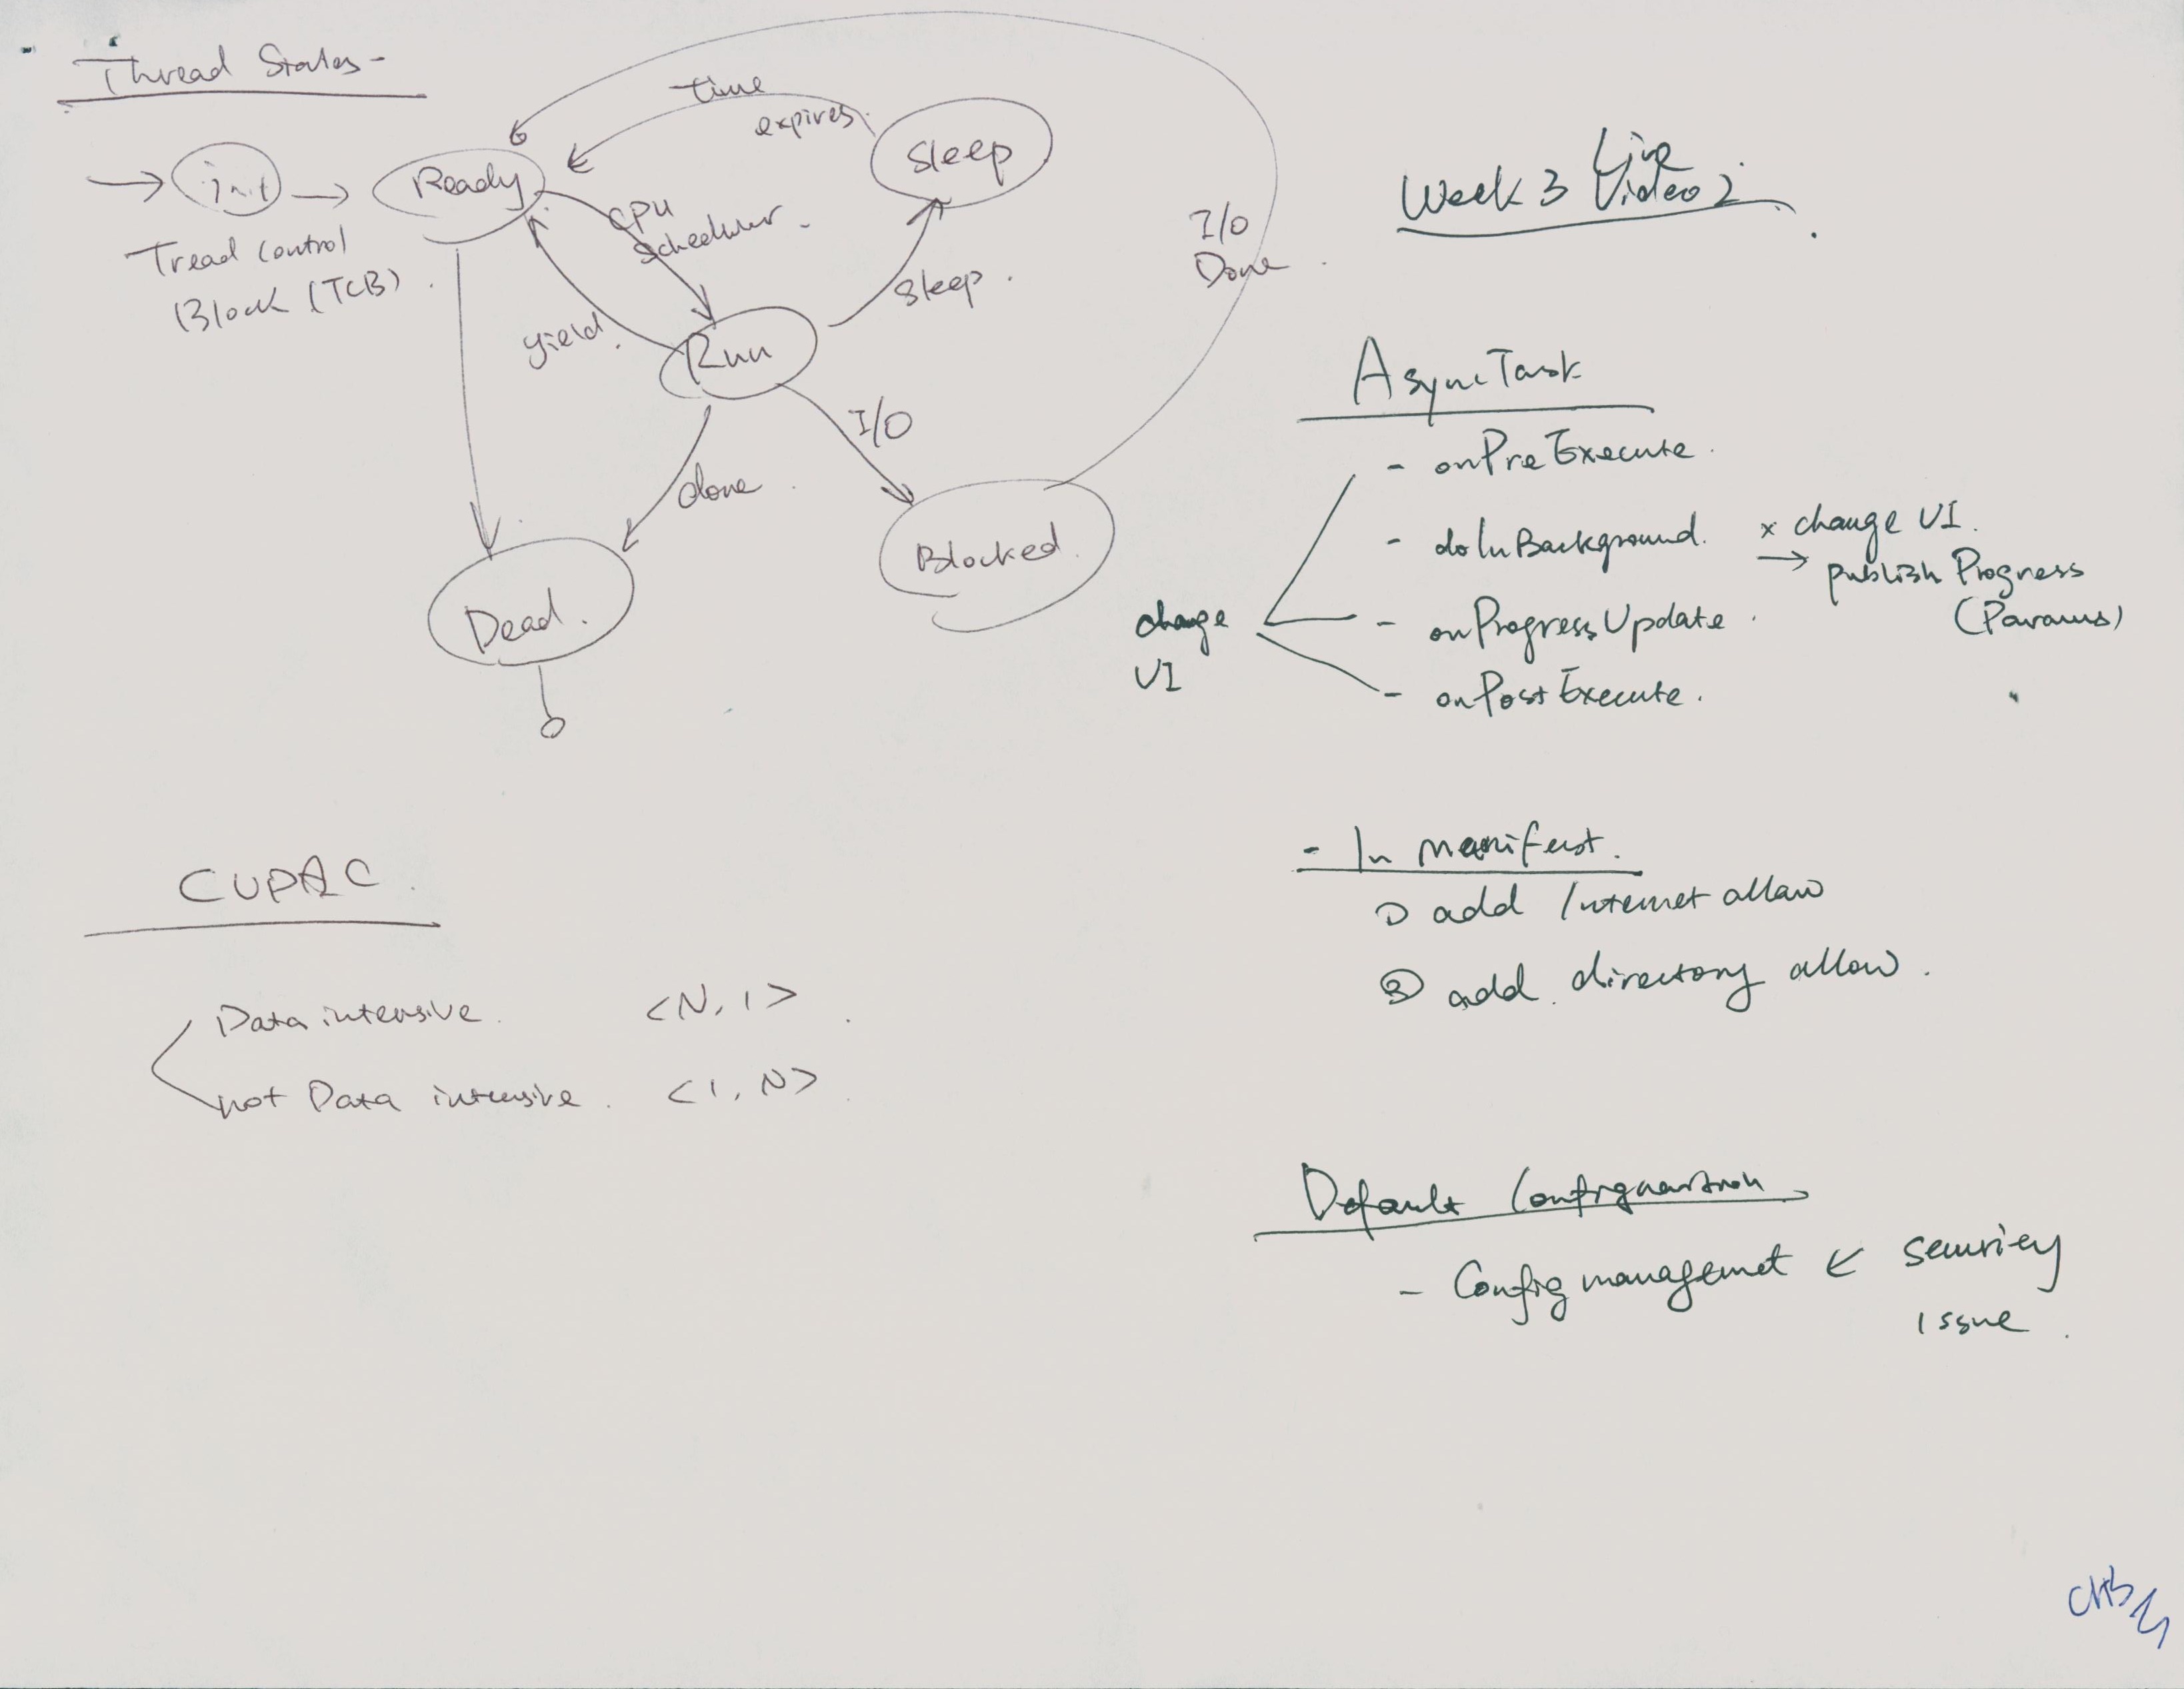 Thread States -
init
Tread Control
Block (TCB).
Ready
time
expires.
Sleep
CPU
Scheduler.
yield.
Run
Sleep.
I/O
Done.
I/O
done.
Dead.
Blocked.
CUPAC.
Data intensive. <N, 1>.
not Data intensive. <1, N>.
Week 3 Live
Video 2.
AsyncTask
- onPreExecute.
- doInBackground. x change UI.
→ publish Progress
(Params)
change
UI
- onProgressUpdate.
- onPostExecute.
- In manifest.
① add Internet allow
② add directory allow.
Default Configuration
- Config managemet ← security
issue.